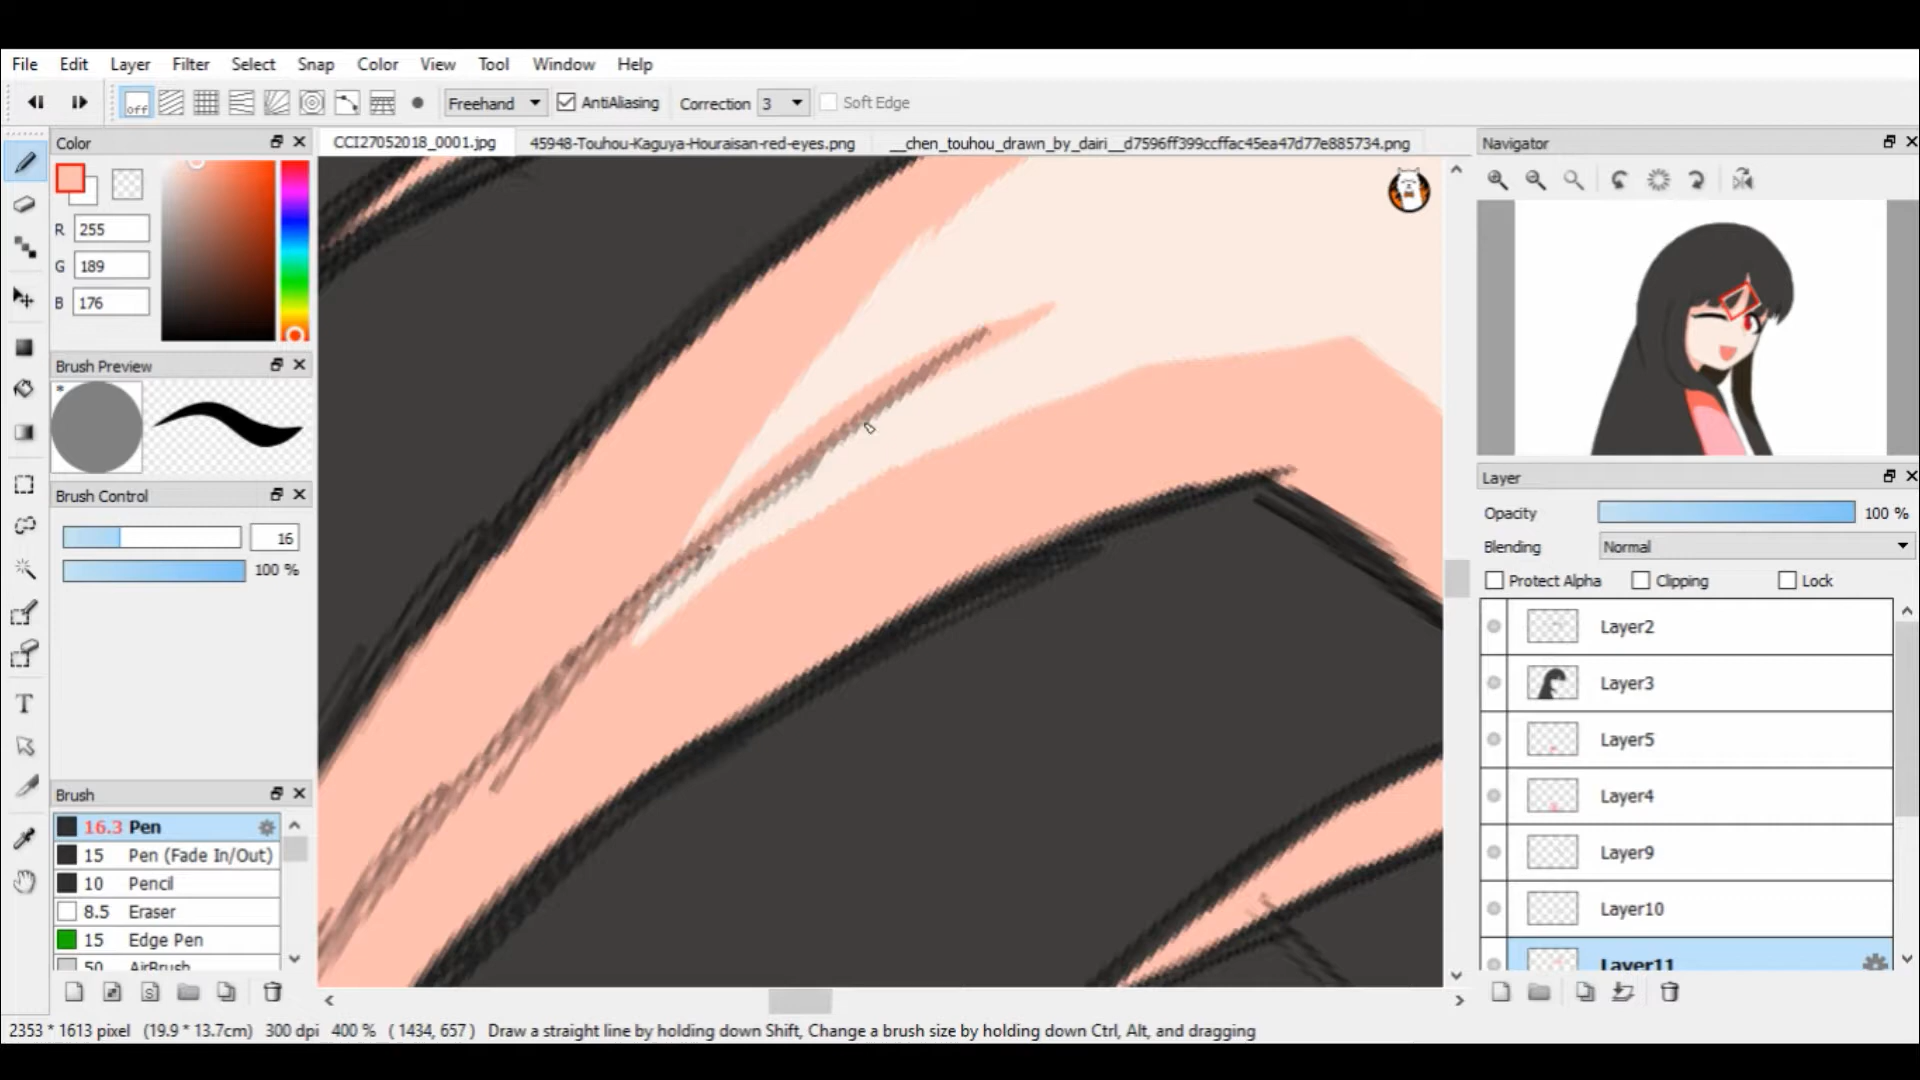 File Edit Layer Filter Select Snap Color View Tool Window Help
off Freehand AntiAliasing Correction 3 Soft Edge
Color
R 255
G 189
B 176
Brush Preview
*
Brush Control
16
100 %
Brush
16.3 Pen
15 Pen (Fade In/Out)
10 Pencil
8.5 Eraser
15 Edge Pen
50 AirBrush
CCI27052018_0001.jpg 45948-Touhou-Kaguya-Houraisan-red-eyes.png __chen_touhou_drawn_by_dairi__d7596ff399ccffac45ea47d77e885734.png
Navigator
Layer
Opacity 100 %
Blending Normal
Protect Alpha Clipping Lock
Layer2
Layer3
Layer5
Layer4
Layer9
Layer10
Layer11
T
2353 * 1613 pixel (19.9 * 13.7cm) 300 dpi 400 % ( 1434, 657 ) Draw a straight line by holding down Shift, Change a brush size by holding down Ctrl, Alt, and dragging